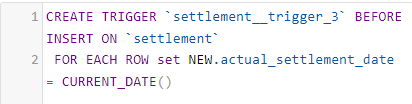 1 CREATE TRIGGER `settlement__trigger_3` BEFORE
INSERT ON `settlement`
2 FOR EACH ROW set NEW.actual_settlement_date
= CURRENT_DATE()